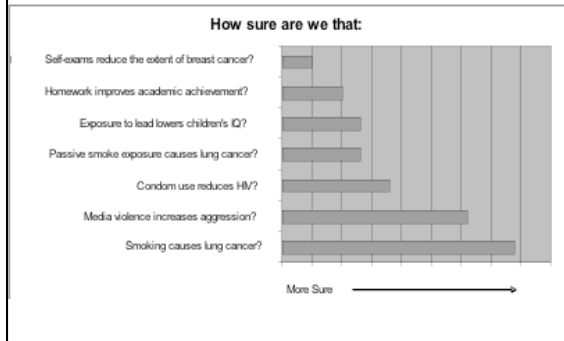 How sure are we that:
Self-exams reduce the extent of breast cancer?
Homework improves academic achievement?
Exposure to lead lowers children's IQ?
Passive smoke exposure causes lung cancer?
Condom use reduces HIV?
Media violence increases aggression?
Smoking causes lung cancer?
More Sure